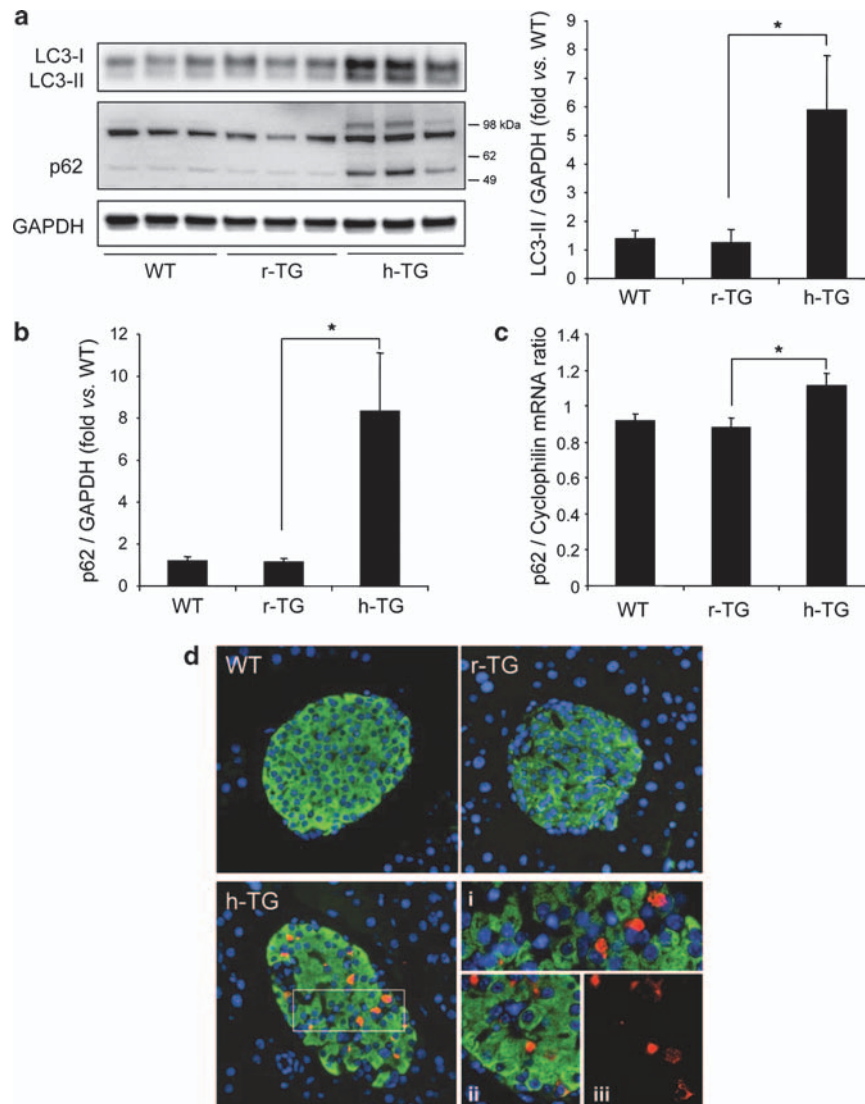 a
LC3-I
LC3-II
p62
98 kDa
62
49
GAPDH
WT r-TG h-TG
LC3-II / GAPDH (fold vs. WT)
9
8
7
6
5
4
3
2
1
0
*
WT r-TG h-TG
b
p62 / GAPDH (fold vs. WT)
12
10
8
6
4
2
0
*
WT r-TG h-TG
c
p62 / Cyclophilin mRNA ratio
1.4
1.2
1
0.8
0.6
0.4
0.2
0
*
WT r-TG h-TG
d
WT
r-TG
h-TG
i
ii
iii